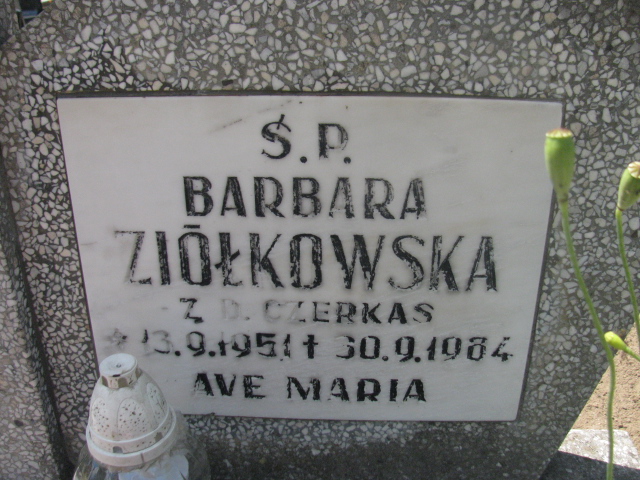 Ś.P.
BARBARA
ZIÓŁKOWSKA
Z D. CZERKAS
* 13.9.1951 † 30.9.1984
AVE MARIA